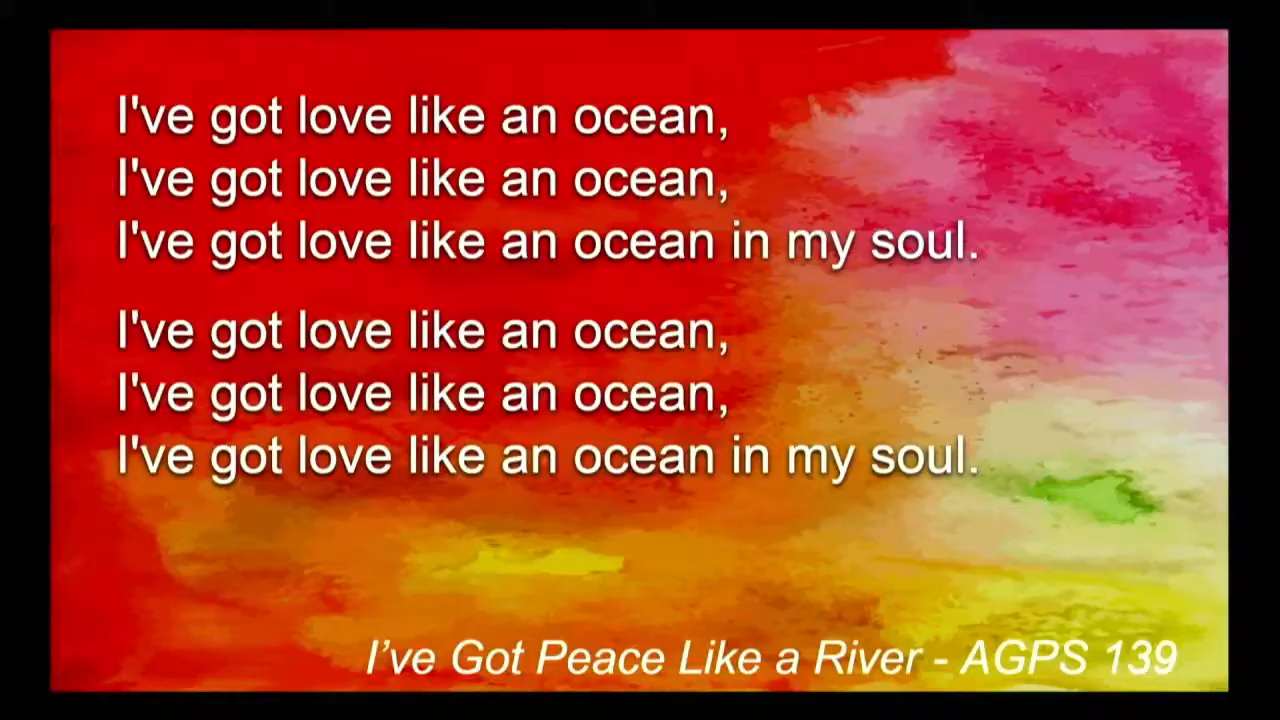 I've got love like an ocean,
I've got love like an ocean,
I've got love like an ocean in my soul.
I've got love like an ocean,
I've got love like an ocean,
I've got love like an ocean in my soul.
I’ve Got Peace Like a River - AGPS 139